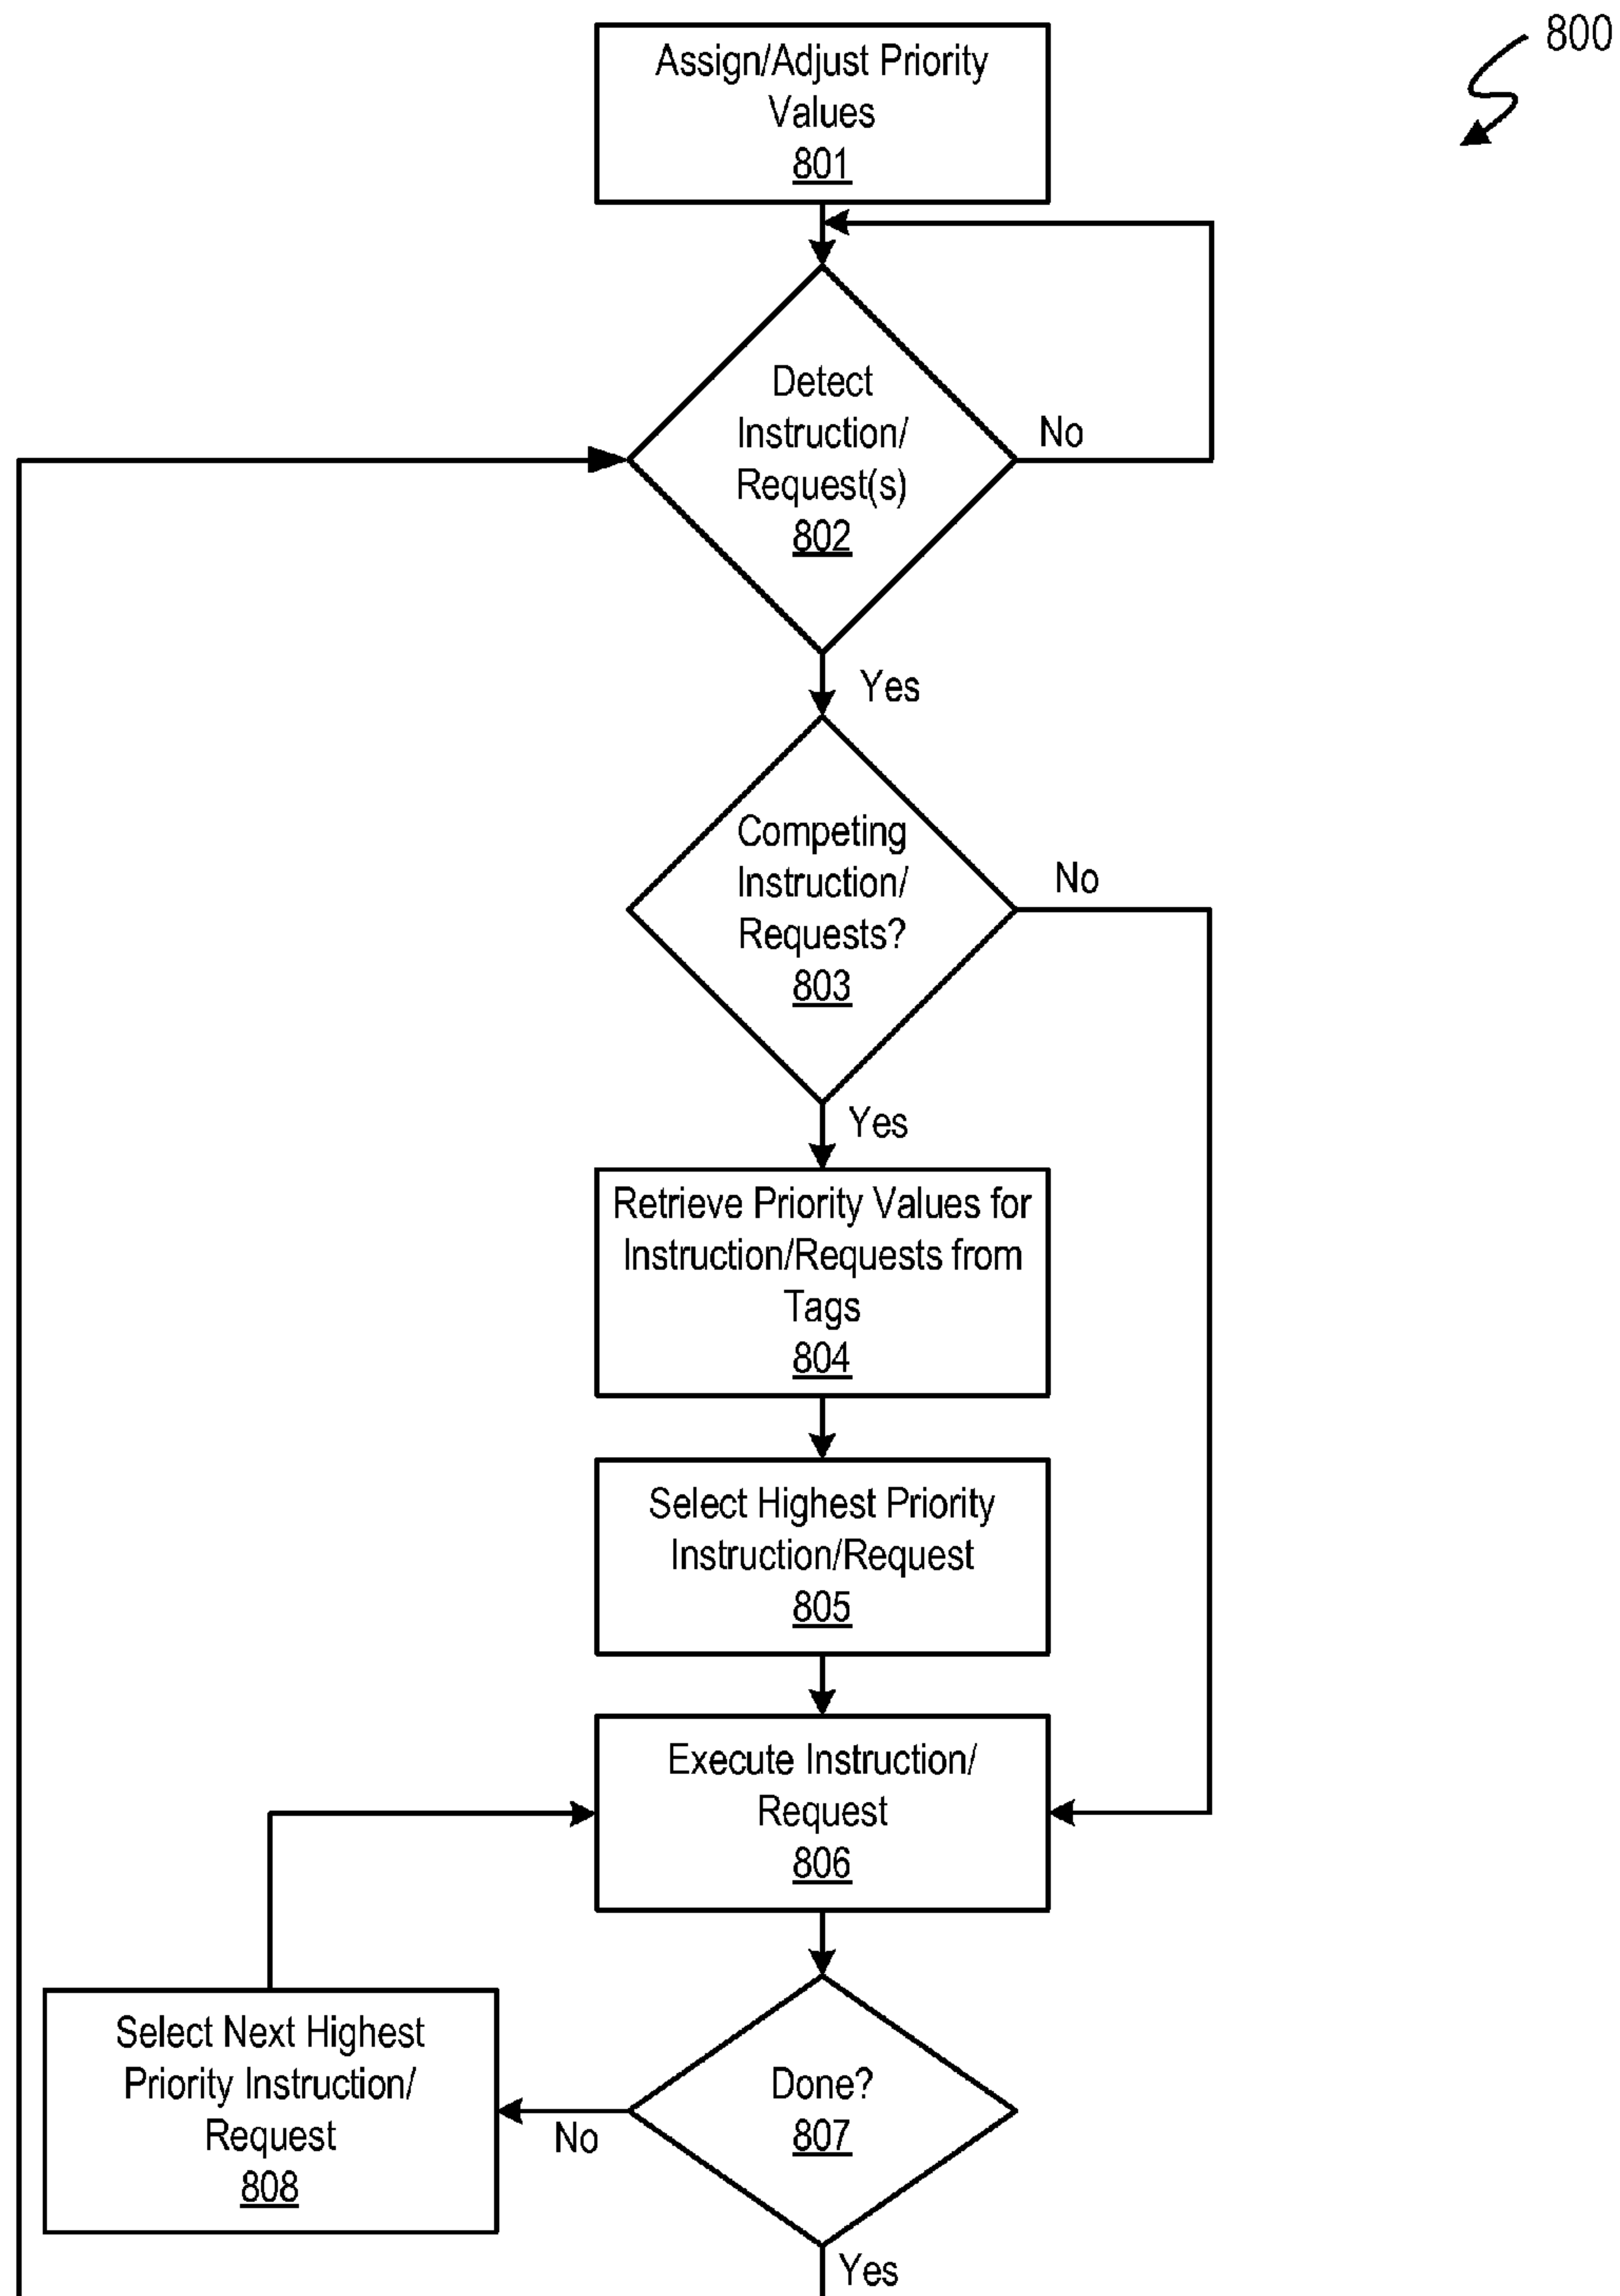 800
Assign/Adjust Priority
Values
801
Detect
Instruction/
Request(s)
802
No
Yes
Competing
Instruction/
Requests?
803
No
Yes
Retrieve Priority Values for
Instruction/Requests from
Tags
804
Select Highest Priority
Instruction/Request
805
Execute Instruction/
Request
806
Select Next Highest
Priority Instruction/
Request
808
No
Done?
807
Yes